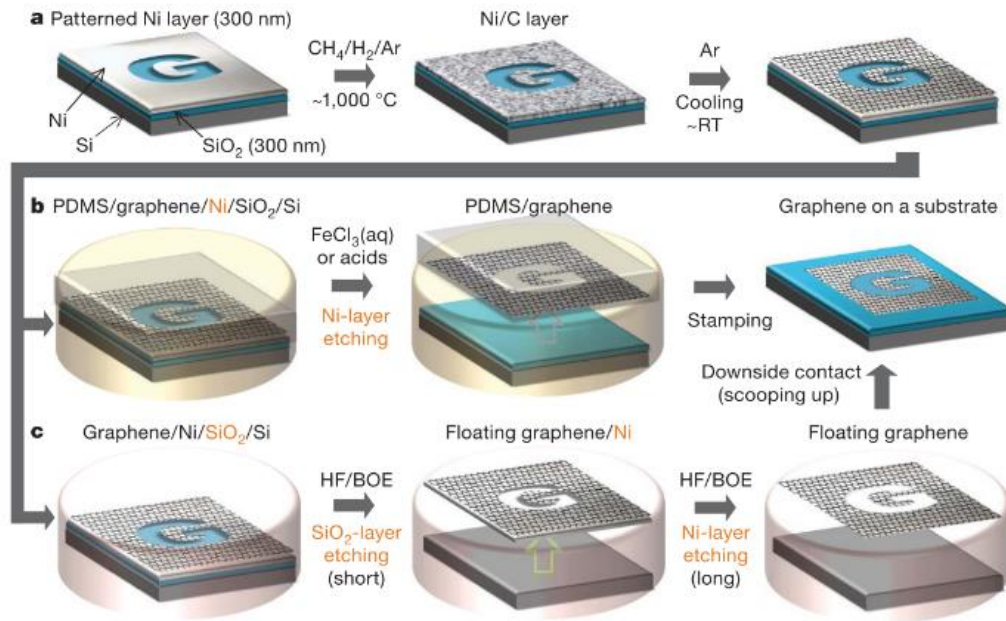 a Patterned Ni layer (300 nm)
Ni/C layer
CH₄/H₂/Ar
~1,000 °C
Ar
Cooling
~RT
G
Ni
Si
SiO₂ (300 nm)
b PDMS/graphene/Ni/SiO₂/Si
PDMS/graphene
Graphene on a substrate
FeCl₃(aq)
or acids
Ni-layer
etching
Stamping
Downside contact
(scooping up)
c Graphene/Ni/SiO₂/Si
Floating graphene/Ni
Floating graphene
HF/BOE
SiO₂-layer
etching
(short)
HF/BOE
Ni-layer
etching
(long)